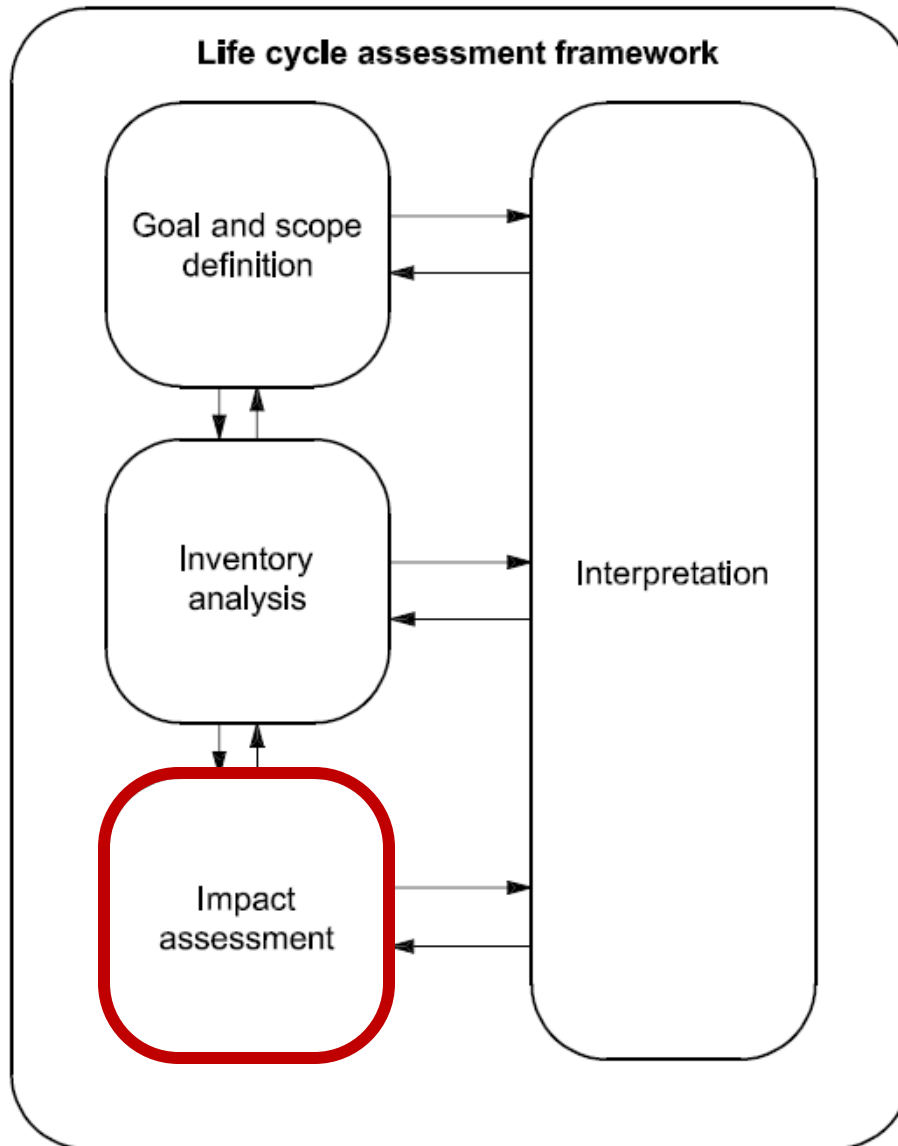 Life cycle assessment framework
Goal and scope
definition
Inventory
analysis
Interpretation
Impact
assessment